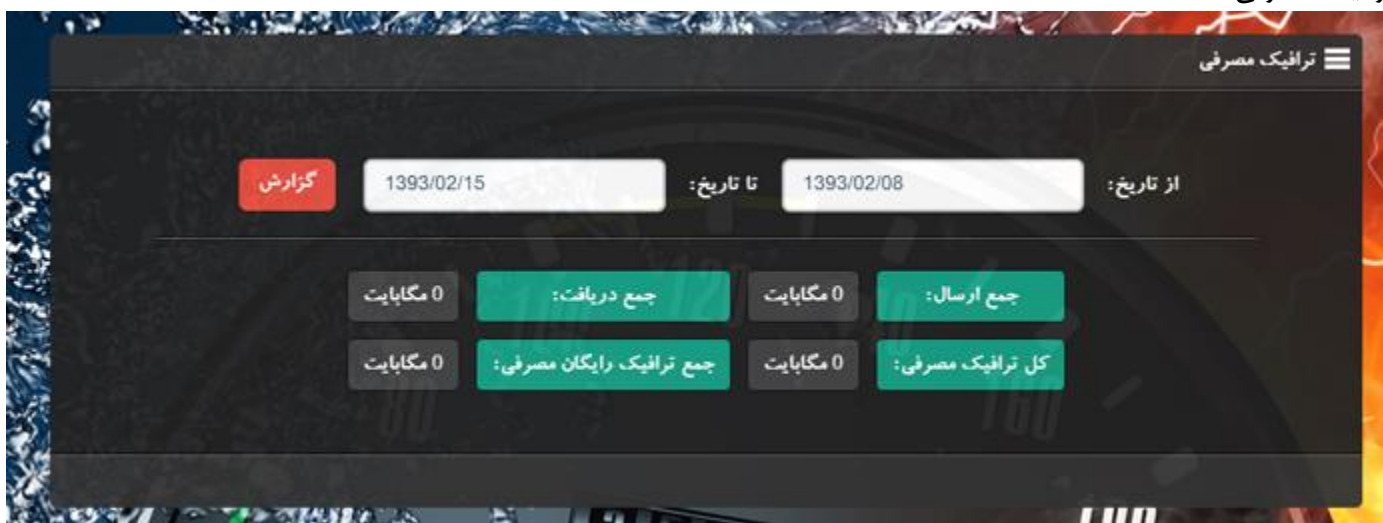 ترافیک مصرفی
از تاریخ: 1393/02/08 تا تاریخ: 1393/02/15 گزارش
جمع ارسال: 0 مگابایت جمع دریافت: 0 مگابایت
کل ترافیک مصرفی: 0 مگابایت جمع ترافیک رایگان مصرفی: 0 مگابایت